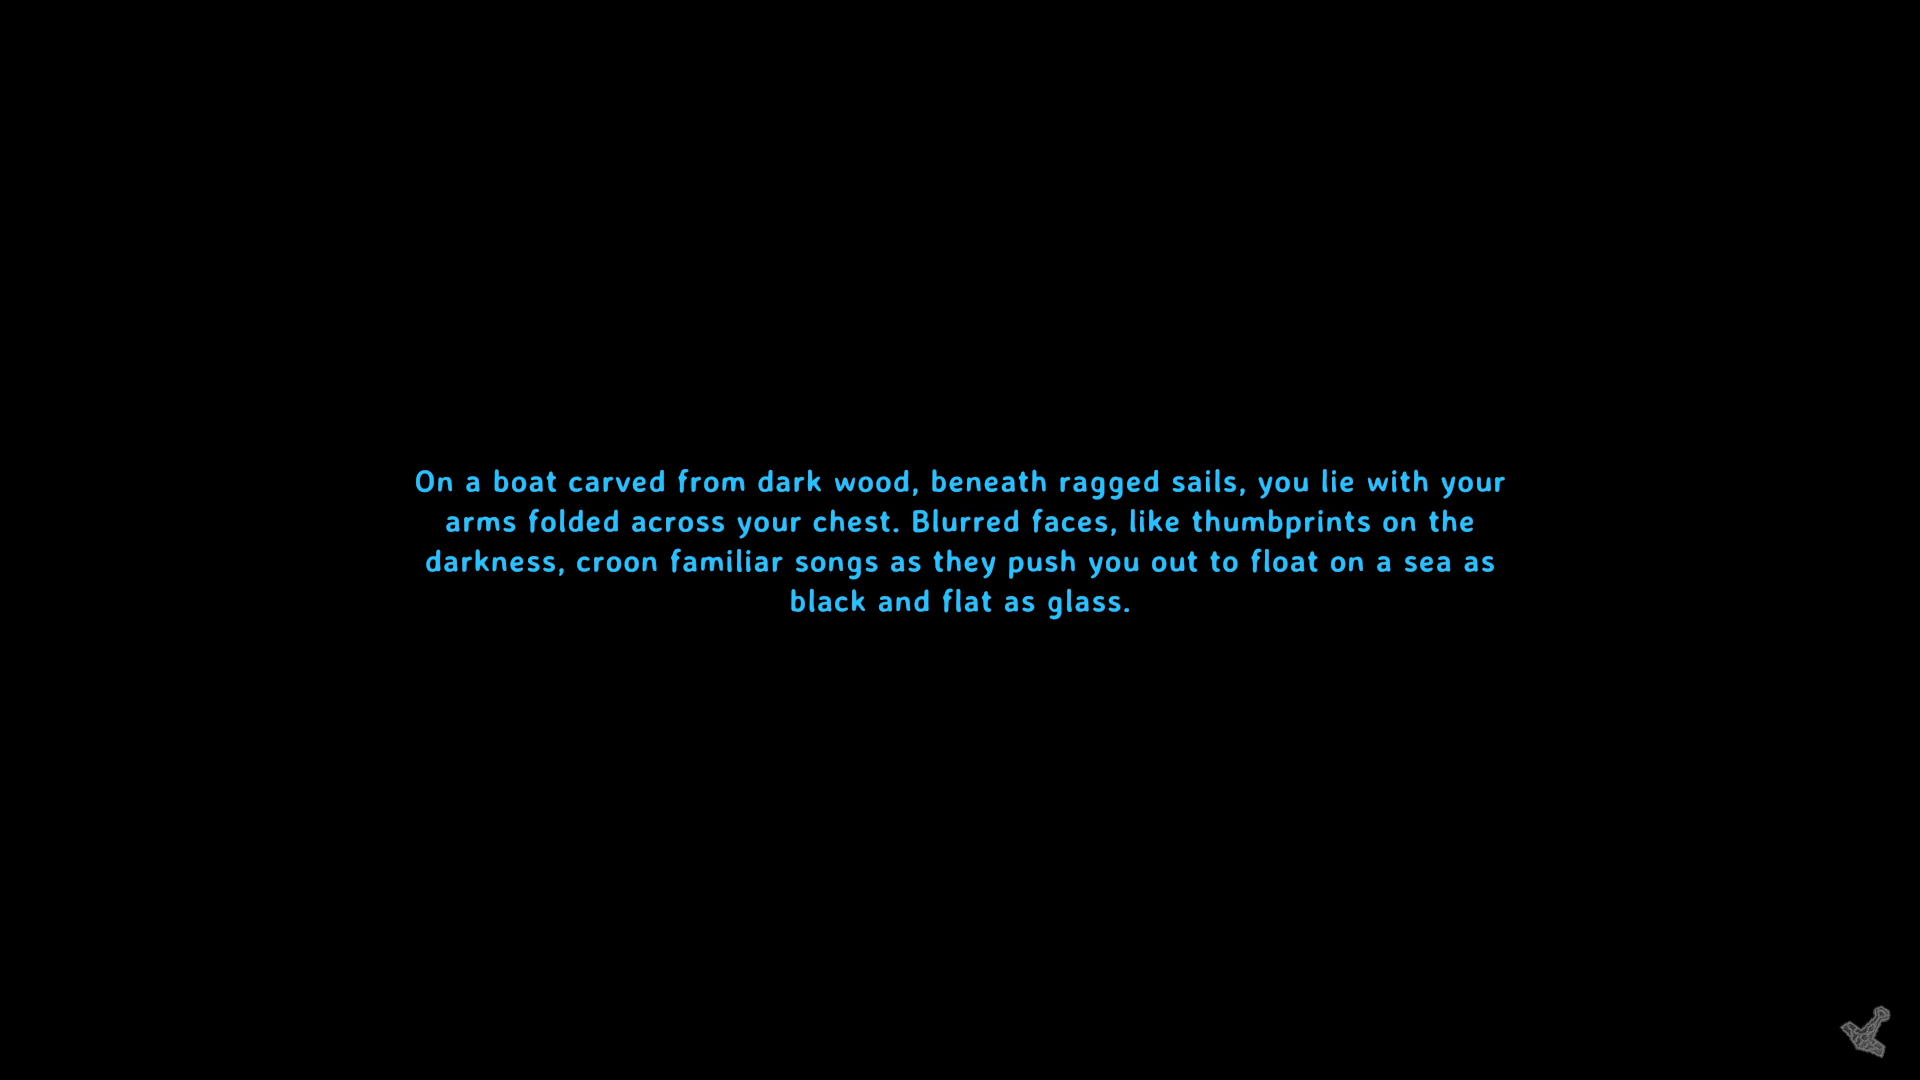 On a boat carved from dark wood, beneath ragged sails, you lie with your
arms folded across your chest. Blurred faces, like thumbprints on the
darkness, croon familiar songs as they push you out to float on a sea as
black and flat as glass.